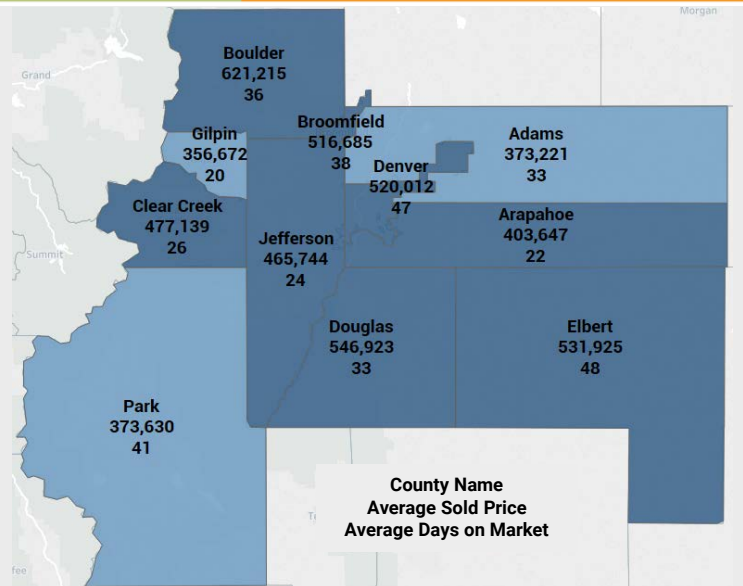 Morgan
Grand
Boulder
621,215
36
Broomfield
516,685
38
Gilpin
356,672
20
Adams
373,221
33
Denver
520,012
47
Clear Creek
477,139
26
Arapahoe
403,647
22
Jefferson
465,744
24
Summit
Douglas
546,923
33
Elbert
531,925
48
Park
373,630
41
County Name
Average Sold Price
Average Days on Market